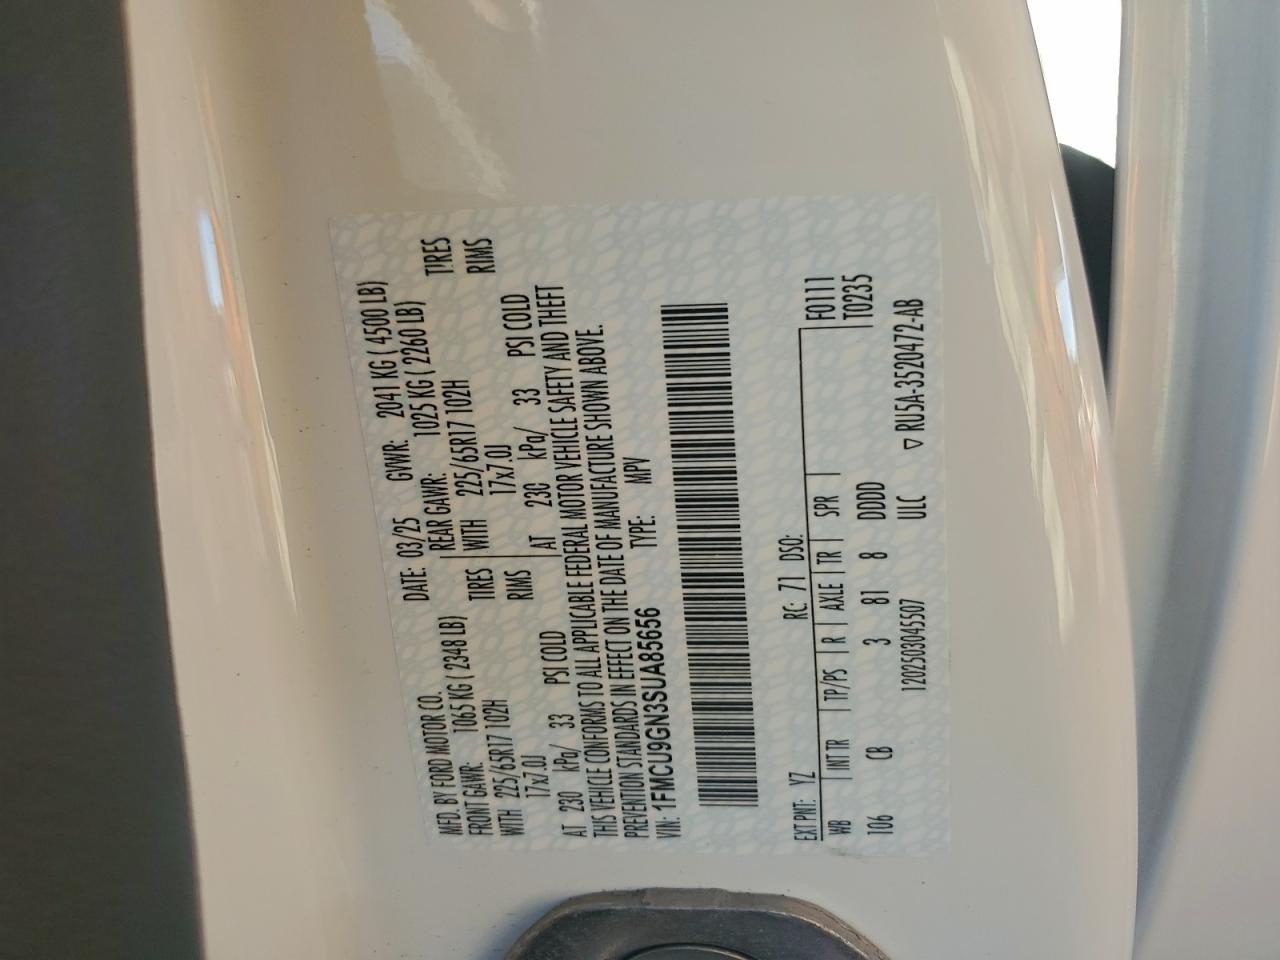 MFD. BY FORD MOTOR CO. DATE: 03/25 GVWR: 2041 KG ( 4500 LB)
FRONT GAWR: 1065 KG ( 2348 LB) REAR GAWR: 1025 KG ( 2260 LB)
WITH 225/65R17 102H TIRES WITH 225/65R17 102H TIRES
17x7.0J RIMS 17x7.0J RIMS
AT 230 kPa/ 33 PSI COLD AT 230 kPa/ 33 PSI COLD
THIS VEHICLE CONFORMS TO ALL APPLICABLE FEDERAL MOTOR VEHICLE SAFETY AND THEFT
PREVENTION STANDARDS IN EFFECT ON THE DATE OF MANUFACTURE SHOWN ABOVE.
VIN: 1FMCU9GN3SUA85656 TYPE: MPV
EXT PNT: YZ RC: 71 DSO: F0111
WB INT TR TP/PS R AXLE TR SPR T0235
106 CB 3 81 8 DDDD
1202503045507 ULC ▽ RU5A-3520472-AB